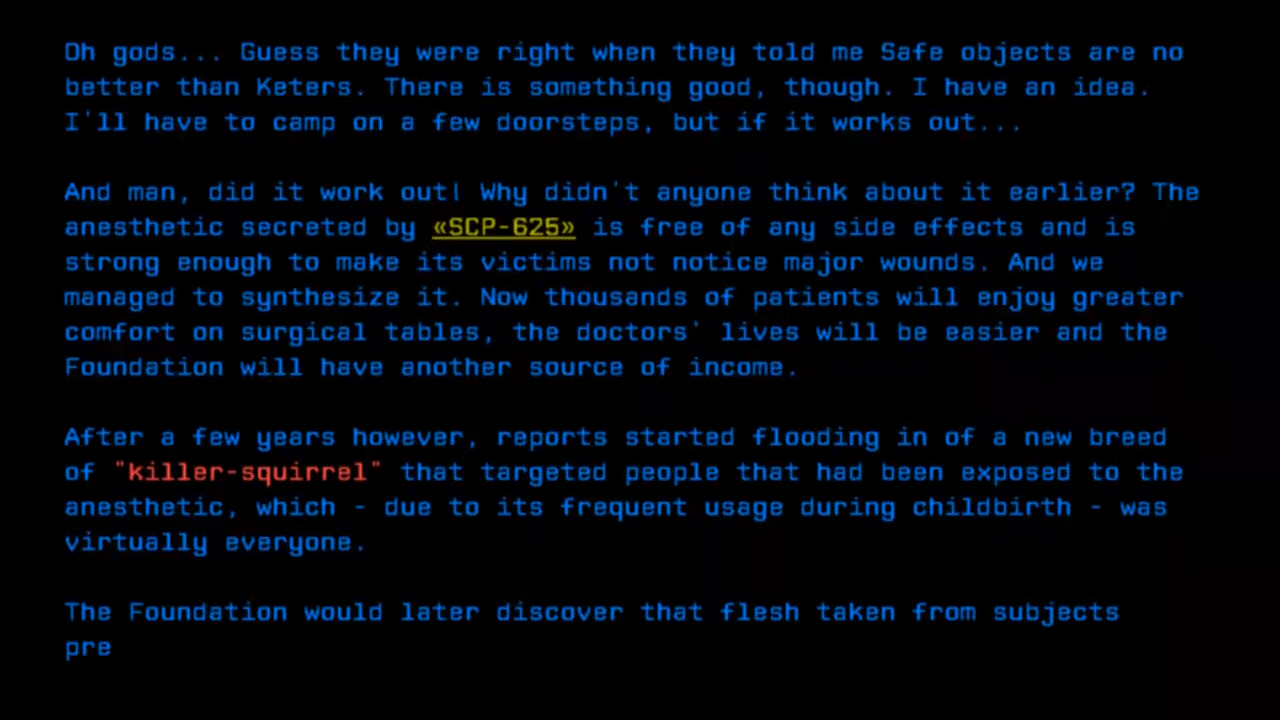 Oh gods... Guess they were right when they told me Safe objects are no
better than Keters. There is something good, though. I have an idea.
I'll have to camp on a few doorsteps, but if it works out...
And man, did it work out! Why didn't anyone think about it earlier? The
anesthetic secreted by «SCP-625» is free of any side effects and is
strong enough to make its victims not notice major wounds. And we
managed to synthesize it. Now thousands of patients will enjoy greater
comfort on surgical tables, the doctors' lives will be easier and the
Foundation will have another source of income.
After a few years however, reports started flooding in of a new breed
of "killer-squirrel" that targeted people that had been exposed to the
anesthetic, which - due to its frequent usage during childbirth - was
virtually everyone.
The Foundation would later discover that flesh taken from subjects
pre